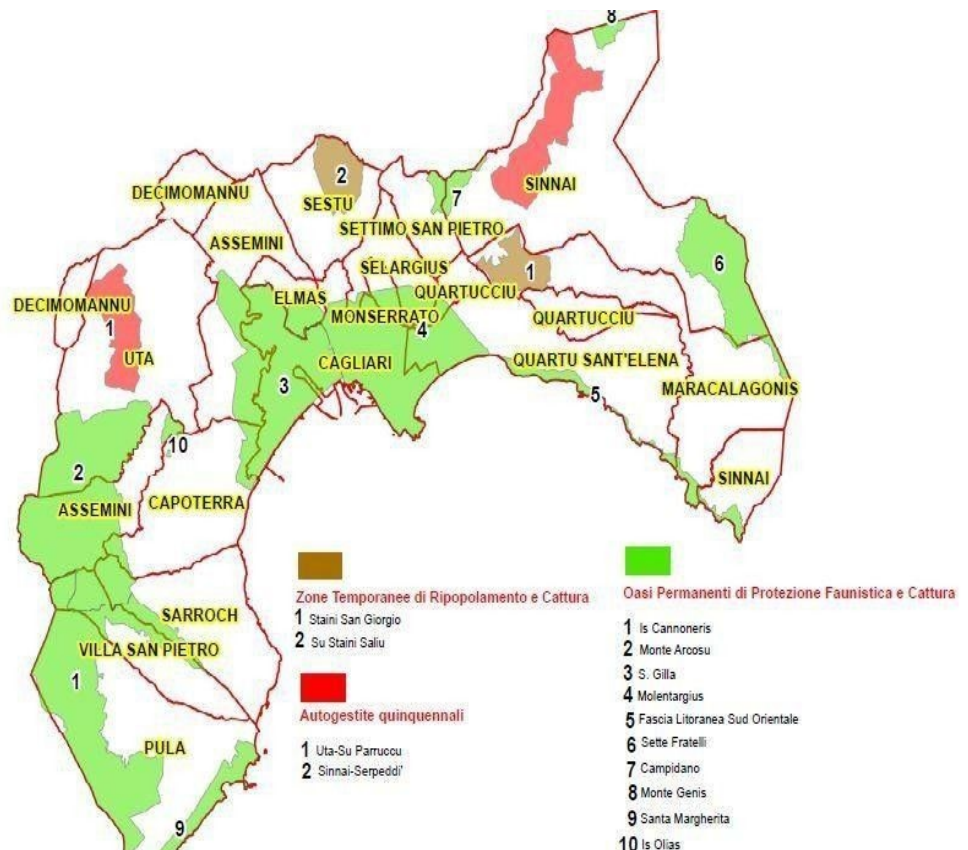 8
DECIMOMANNU
2
SESTU
7
SINNAI
SETTIMO SAN PIETRO
ASSEMINI
SELARGIUS
1
6
ELMAS
QUARTUCCIU
DECIMOMANNU
1
MONSERRATO
4
QUARTUCCIU
UTA
CAGLIARI
QUARTU SANT'ELENA
3
5
MARACALAGONIS
10
2
SINNAI
ASSEMINI
CAPOTERRA
SARROCH
VILLA SAN PIETRO
1
PULA
9
Zone Temporanee di Ripopolamento e Cattura
1 Staini San Giorgio
2 Su Staini Saliu
Autogestite quinquennali
1 Uta-Su Parruccu
2 Sinnai-Serpeddi'
Oasi Permanenti di Protezione Faunistica e Cattura
1 Is Cannoneris
2 Monte Arcosu
3 S. Gilla
4 Molentargius
5 Fascia Litoranea Sud Orientale
6 Sette Fratelli
7 Campidano
8 Monte Genis
9 Santa Margherita
10 Is Olias